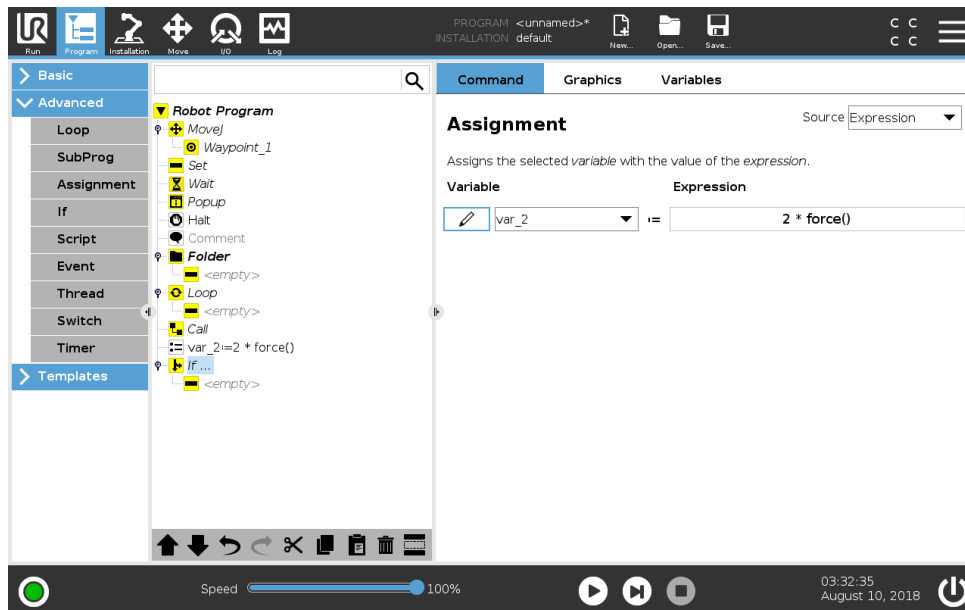 UR
Run
Program
Installation
Move
I/O
Log
PROGRAM <unnamed>*
INSTALLATION default
New...
Open...
Save...
C C
C C
Basic
Advanced
Loop
SubProg
Assignment
If
Script
Event
Thread
Switch
Timer
Templates
Robot Program
MoveJ
Waypoint_1
Set
Wait
Popup
Halt
Comment
Folder
<empty>
Loop
<empty>
Call
var_2:=2 * force()
If ...
<empty>
Command
Graphics
Variables
Assignment
Source Expression
Assigns the selected variable with the value of the expression.
Variable
Expression
var_2
:=
2 * force()
Speed
100%
03:32:35
August 10, 2018